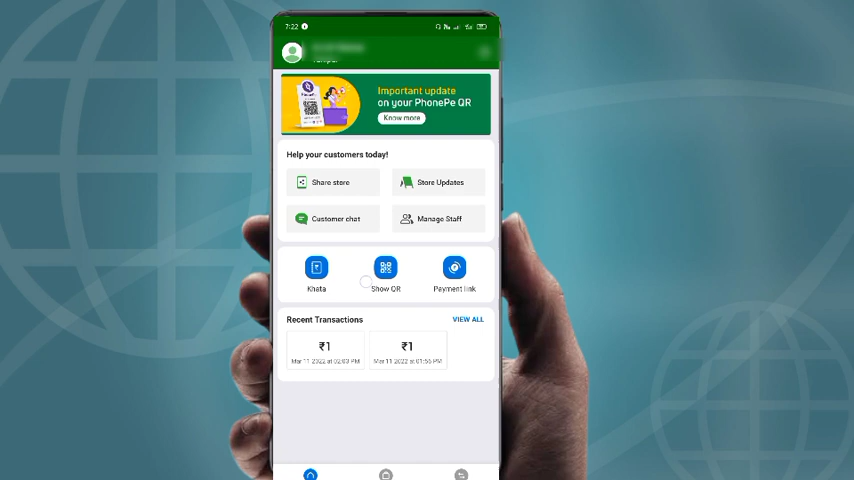 7:22
Important update
on your PhonePe QR
Know more
Help your customers today!
Share store
Store Updates
Customer chat
Manage Staff
Khata
Show QR
Payment link
Recent Transactions
VIEW ALL
₹1
₹1
Mar 11 2022 at 02:03 PM
Mar 11 2022 at 01:55 PM